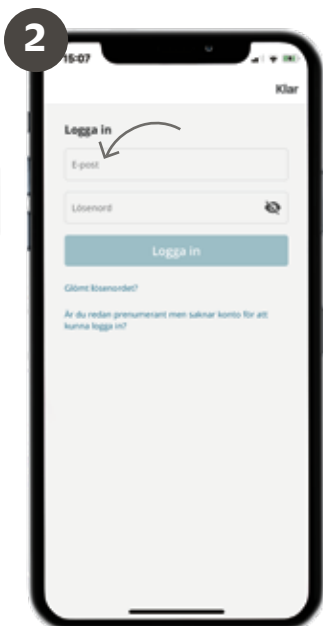 2
15:07
Klar
Logga in
E-post
Lösenord
Logga in
Glömt lösenordet?
Är du redan prenumerant men saknar konto för att
kunna logga in?